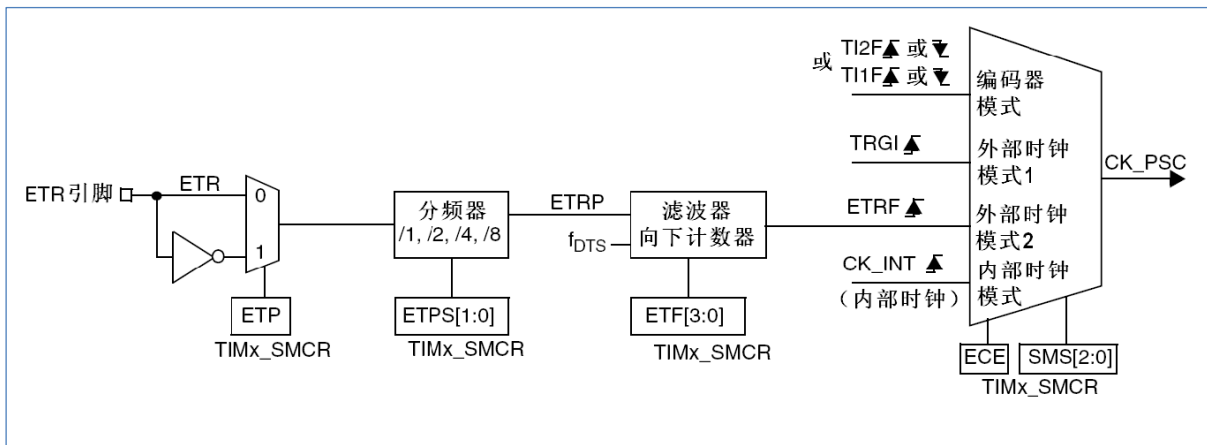 ETR引脚
ETR
0
1
ETP
TIMx_SMCR
分频器
/1, /2, /4, /8
ETPS[1:0]
TIMx_SMCR
ETRP
fDTS
滤波器
向下计数器
ETF[3:0]
TIMx_SMCR
或
TI2F 或
TI1F 或
编码器
模式
TRGI
外部时钟
模式1
ETRF
外部时钟
模式2
CK_INT
（内部时钟）
内部时钟
模式
CK_PSC
ECE
SMS[2:0]
TIMx_SMCR